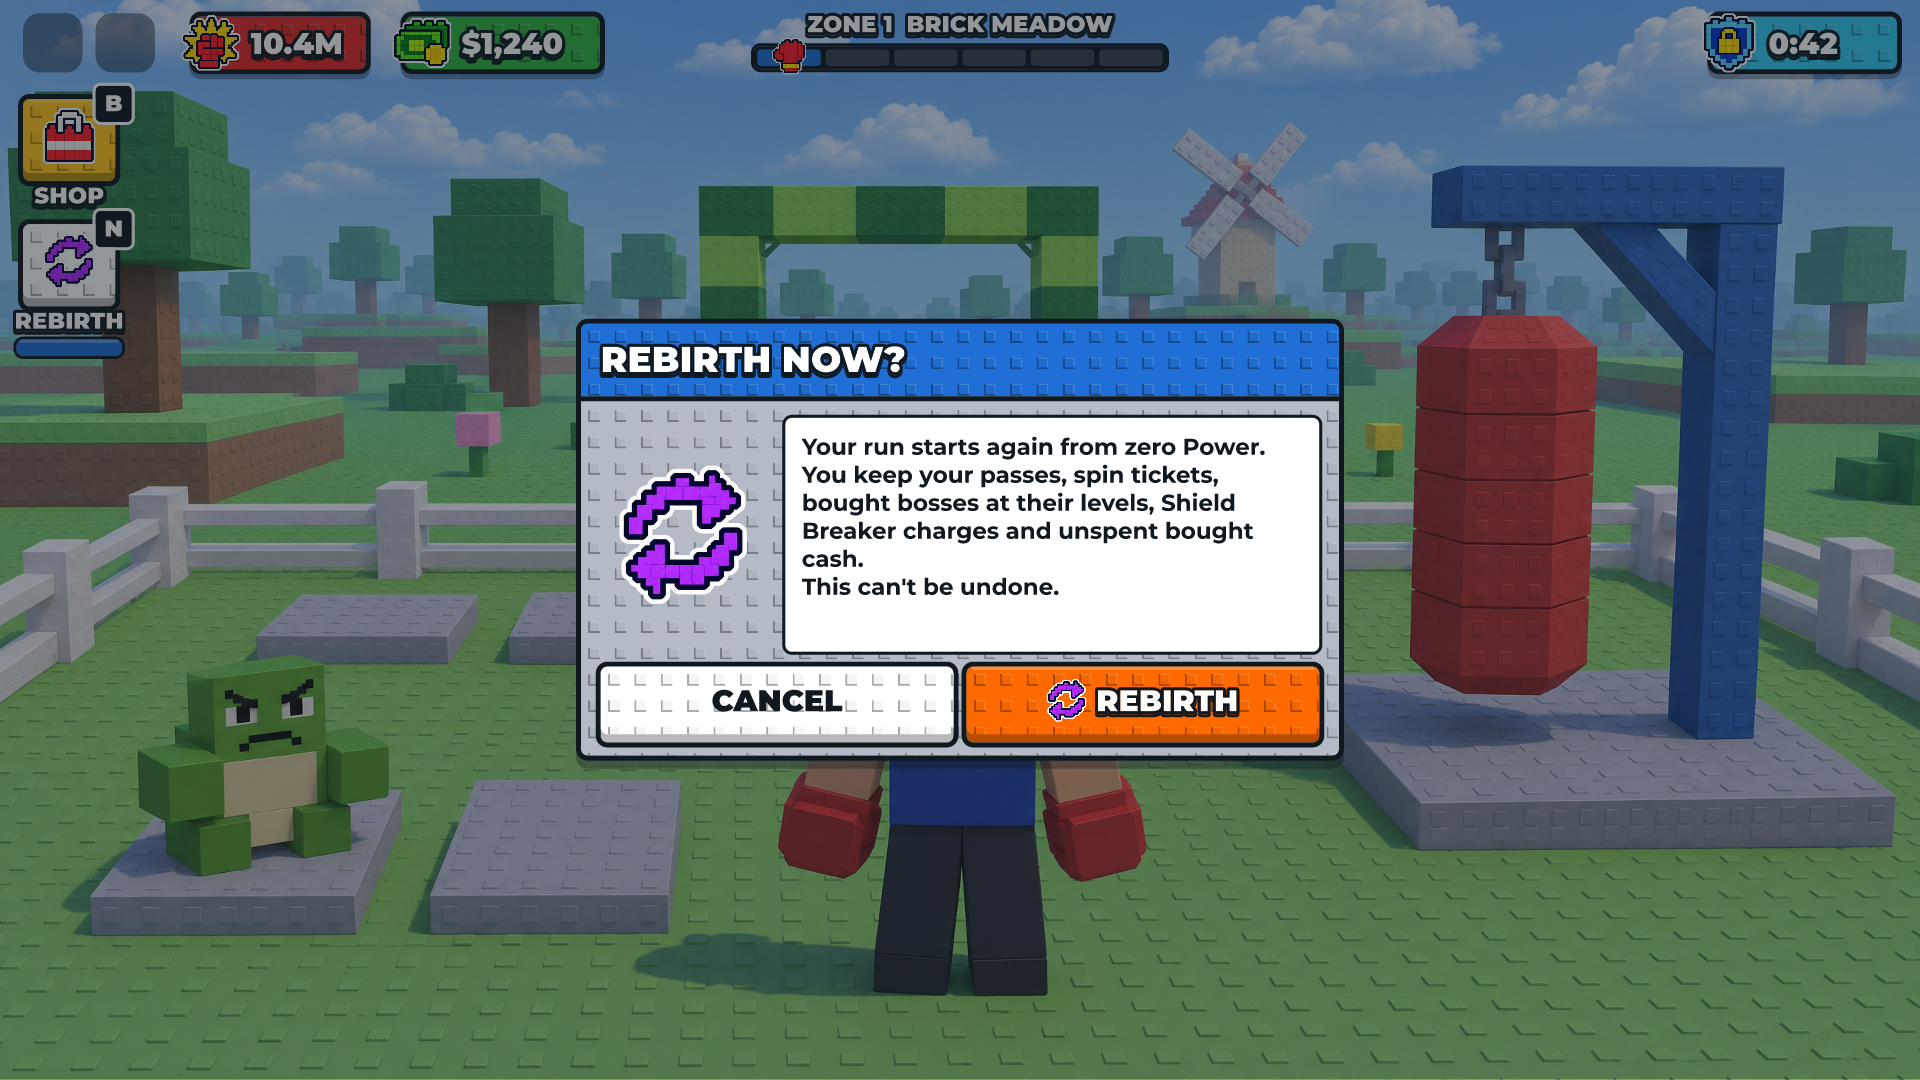 10.4M
$1,240
ZONE 1 BRICK MEADOW
0:42
B
SHOP
N
REBIRTH
REBIRTH NOW?
Your run starts again from zero Power.
You keep your passes, spin tickets,
bought bosses at their levels, Shield
Breaker charges and unspent bought
cash.
This can't be undone.
CANCEL
REBIRTH